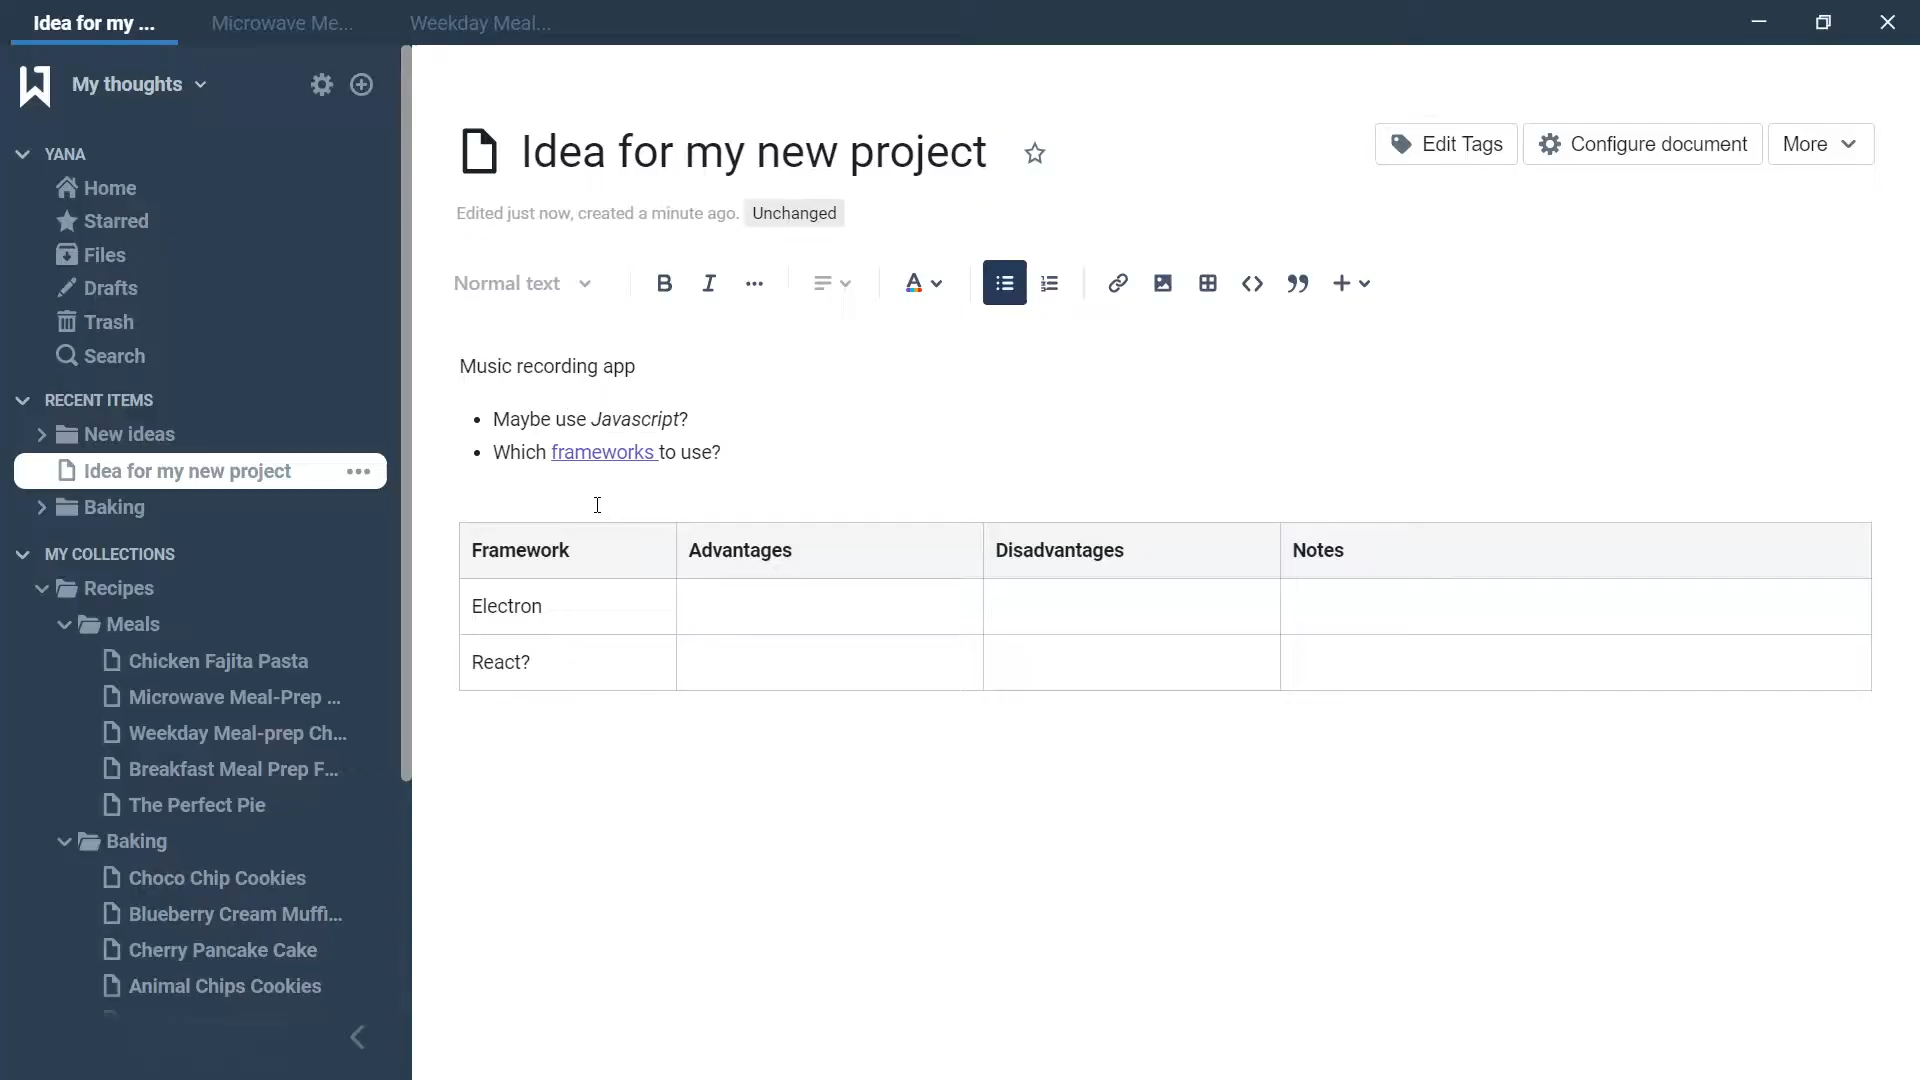 Idea for my ...
Microwave Me...
Weekday Meal...
My thoughts
YANA
Home
Starred
Files
Drafts
Trash
Search
RECENT ITEMS
New ideas
Idea for my new project
Baking
MY COLLECTIONS
Recipes
Meals
Chicken Fajita Pasta
Microwave Meal-Prep ...
Weekday Meal-prep Ch...
Breakfast Meal Prep F...
The Perfect Pie
Baking
Choco Chip Cookies
Blueberry Cream Muffi...
Cherry Pancake Cake
Animal Chips Cookies
Idea for my new project
Edit Tags
Configure document
More
Edited just now, created a minute ago. Unchanged
Normal text
Music recording app
• Maybe use Javascript?
• Which frameworks to use?
Framework Advantages Disadvantages Notes
Electron
React?